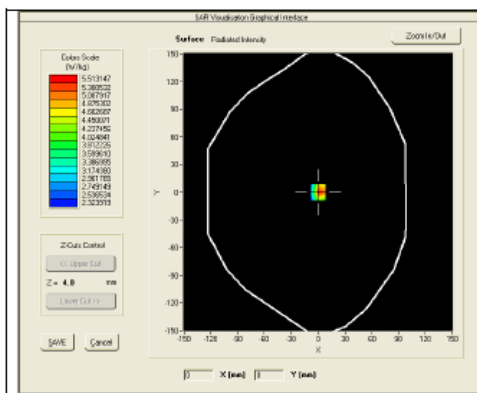 SAR Visualisation Graphical Interface
Surface Radiated Intensity
Zoom In/Out
Colors Scale
(W/kg)
5.513147
5.300532
5.087917
4.875302
4.662687
4.450071
4.237456
4.024841
3.812226
3.599610
3.386995
3.174380
2.961765
2.749149
2.536534
2.323919
Z-Cuts Control
<< Upper Cut
Z = 4.0 mm
Lower Cut >>
SAVE
Cancel
150
120
90
60
30
0
-30
-60
-90
-120
-150
Y
-150 -120 -90 -60 -30 0 30 60 90 120 150
X
0 X (mm) 0 Y (mm)